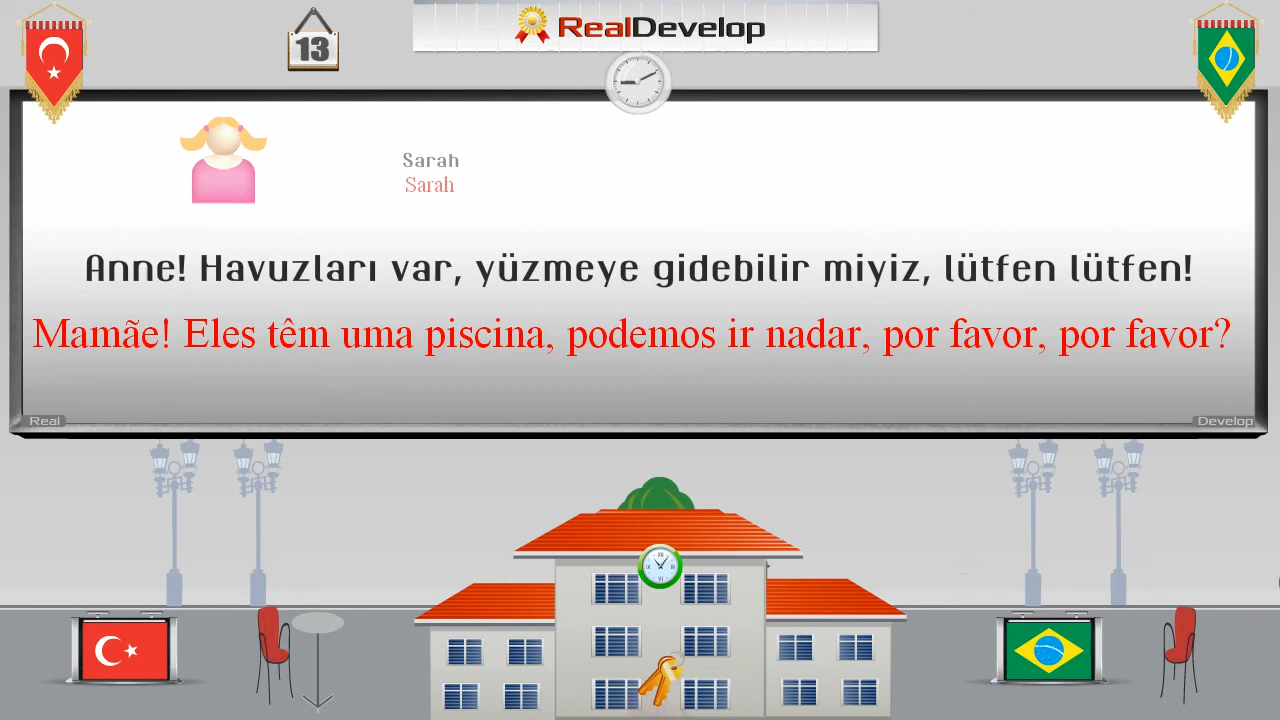 RealDevelop
13
Sarah
Sarah
Anne! Havuzları var, yüzmeye gidebilir miyiz, lütfen lütfen!
Mamãe! Eles têm uma piscina, podemos ir nadar, por favor, por favor?
Real
Develop